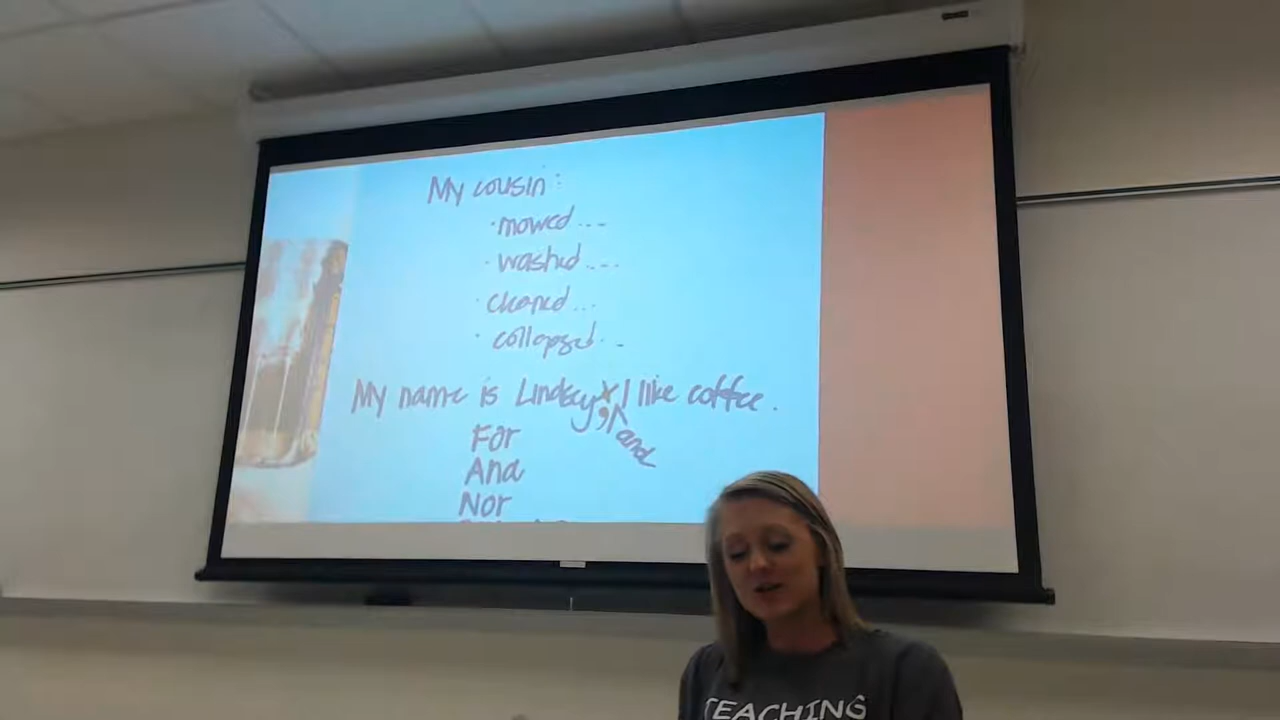 My cousin:
· mowed...
· washed....
· cleaned...
· collapsed..
My name is Lindsey, I like coffee.
and
For
And
Nor
TEACHING